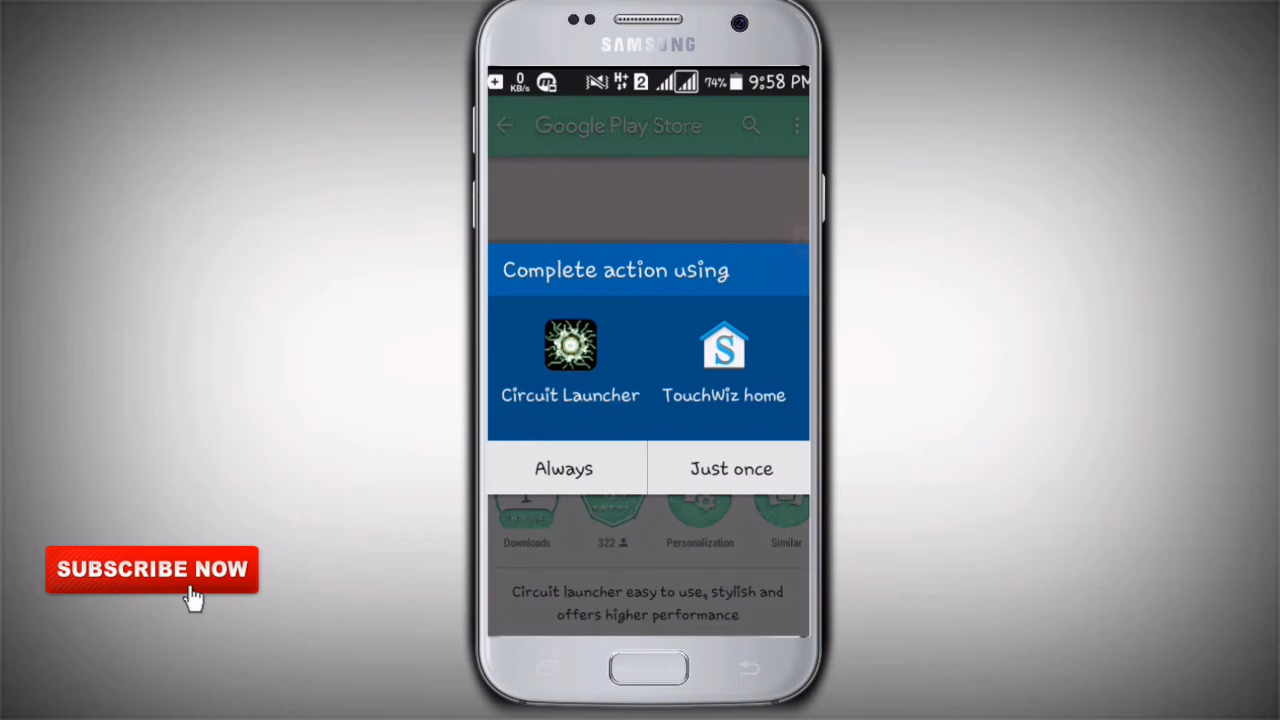 SAMSUNG
0
KB/s
H+
2
74%
9:58 PM
Google Play Store
Complete action using
Circuit Launcher
TouchWiz home
S
Always
Just once
Downloads
322
Personalization
Similar
Circuit launcher easy to use, stylish and
offers higher performance
SUBSCRIBE NOW